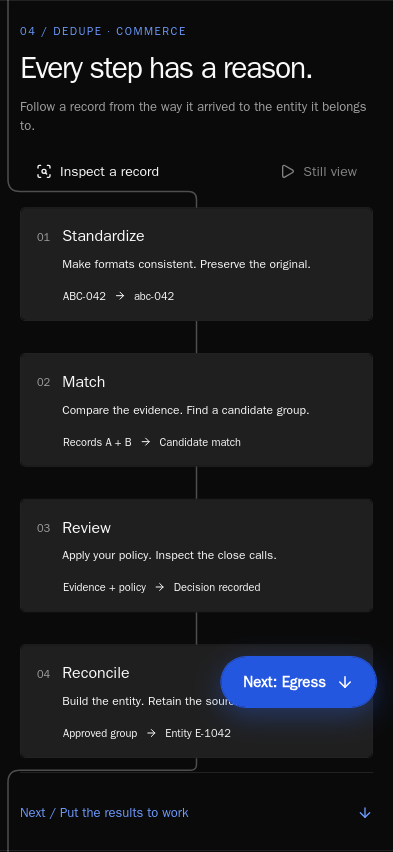 04 / DEDUPE · COMMERCE
Every step has a reason.
Follow a record from the way it arrived to the entity it belongs
to.
Inspect a record
Still view
01 Standardize
Make formats consistent. Preserve the original.
ABC-042 → abc-042
02 Match
Compare the evidence. Find a candidate group.
Records A + B → Candidate match
03 Review
Apply your policy. Inspect the close calls.
Evidence + policy → Decision recorded
04 Reconcile
Build the entity. Retain the
Next: Egress ↓
Approved group → Entity E-1042
Next / Put the results to work ↓